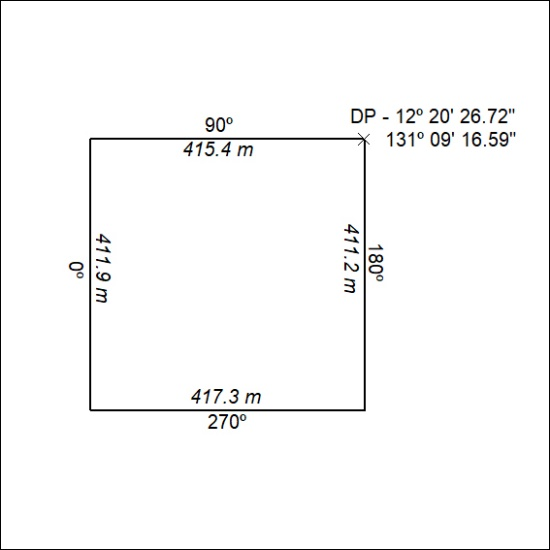 DP - 12º 20' 26.72"
131º 09' 16.59"
90º
415.4 m
0º
411.9 m
411.2 m
180º
417.3 m
270º